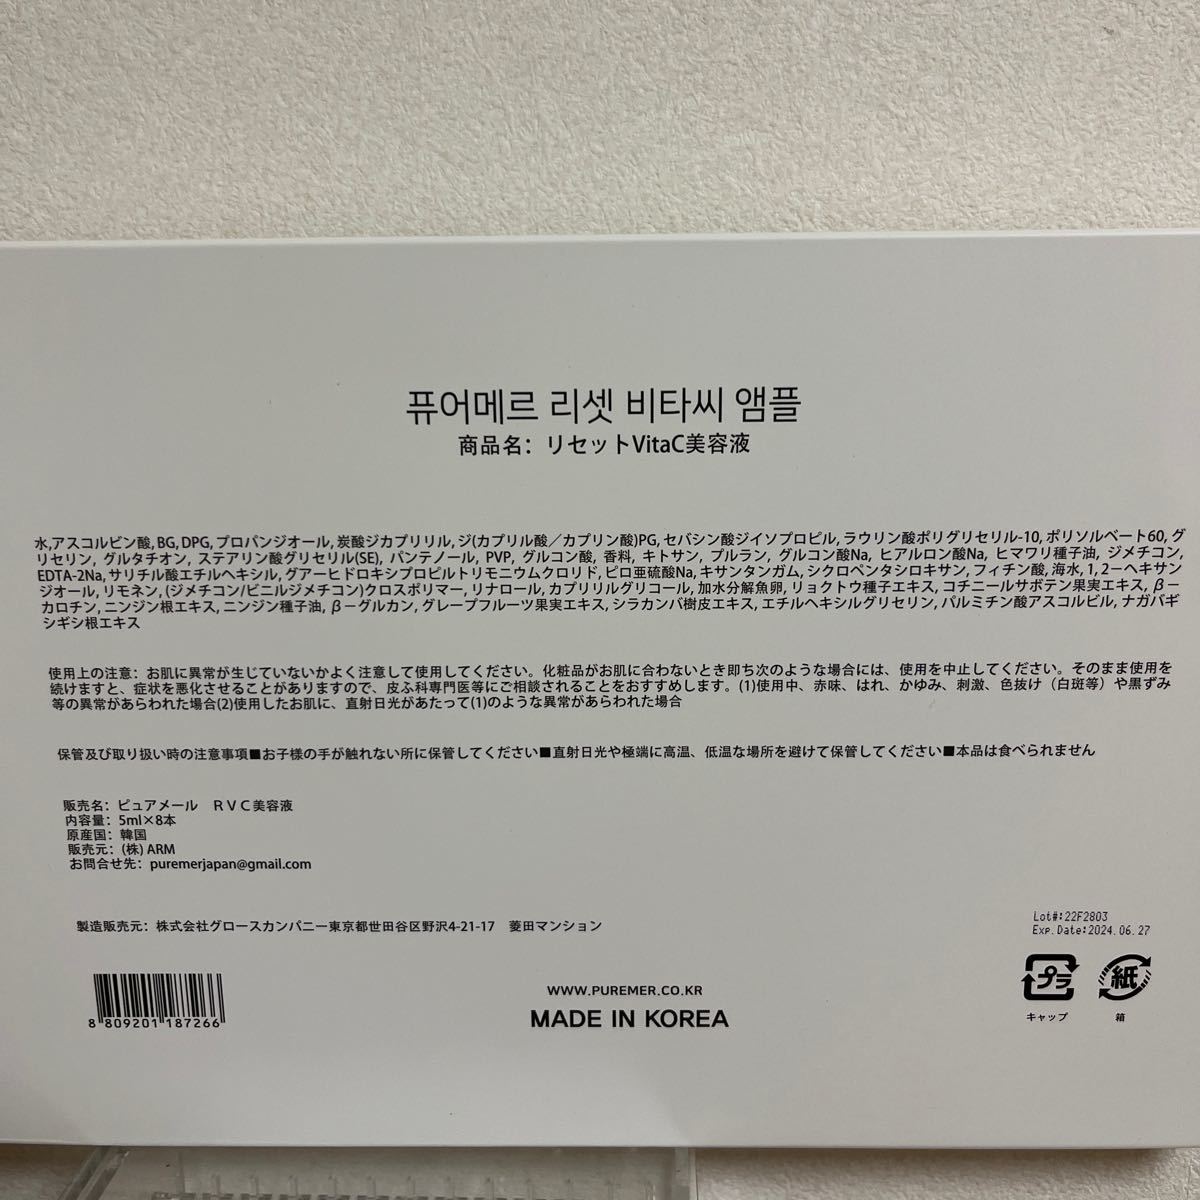 퓨어메르 리셋 비타씨 앰플
商品名：リセットVitaC美容液
水,アスコルビン酸,BG,DPG,プロパンジオール,炭酸ジカプリリル,ジ(カプリル酸／カプリン酸)PG,セバシン酸ジイソプロピル,ラウリン酸ポリグリセリル-10,ポリソルベート60,グ
リセリン,グルタチオン,ステアリン酸グリセリル(SE),パンテノール,PVP,グルコン酸,香料,キトサン,プルラン,グルコン酸Na,ヒアルロン酸Na,ヒマワリ種子油,ジメチコン,
EDTA-2Na,サリチル酸エチルヘキシル,グアーヒドロキシプロピルトリモニウムクロリド,ピロ亜硫酸Na,キサンタンガム,シクロペンタシロキサン,フィチン酸,海水,1,2－ヘキサン
ジオール,リモネン,(ジメチコン/ビニルジメチコン)クロスポリマー,リナロール,カプリリルグリコール,加水分解魚卵,リョクトウ種子エキス,コチニールサボテン果実エキス,β－
カロチン,ニンジン根エキス,ニンジン種子油,β－グルカン,グレープフルーツ果実エキス,シラカンバ樹皮エキス,エチルヘキシルグリセリン,パルミチン酸アスコルビル,ナガバギ
シギシ根エキス
使用上の注意：お肌に異常が生じていないかよく注意して使用してください。化粧品がお肌に合わないとき即ち次のような場合には、使用を中止してください。そのまま使用を
続けますと、症状を悪化させることがありますので、皮ふ科専門医等にご相談されることをおすすめします。(1)使用中、赤味、はれ、かゆみ、刺激、色抜け（白斑等）や黒ずみ
等の異常があらわれた場合(2)使用したお肌に、直射日光があたって(1)のような異常があらわれた場合
保管及び取り扱い時の注意事項■お子様の手が触れない所に保管してください■直射日光や極端に高温、低温な場所を避けて保管してください■本品は食べられません
販売名：ピュアメール　ＲＶＣ美容液
内容量：5ml×8本
原産国：韓国
販売元：(株) ARM
お問合せ先：puremerjapan@gmail.com
製造販売元：株式会社グロースカンパニー東京都世田谷区野沢4-21-17　菱田マンション
Lot#:22F2803
Exp.Date:2024.06.27
プラ
紙
キャップ
箱
8 809201 187266
WWW.PUREMER.CO.KR
MADE IN KOREA